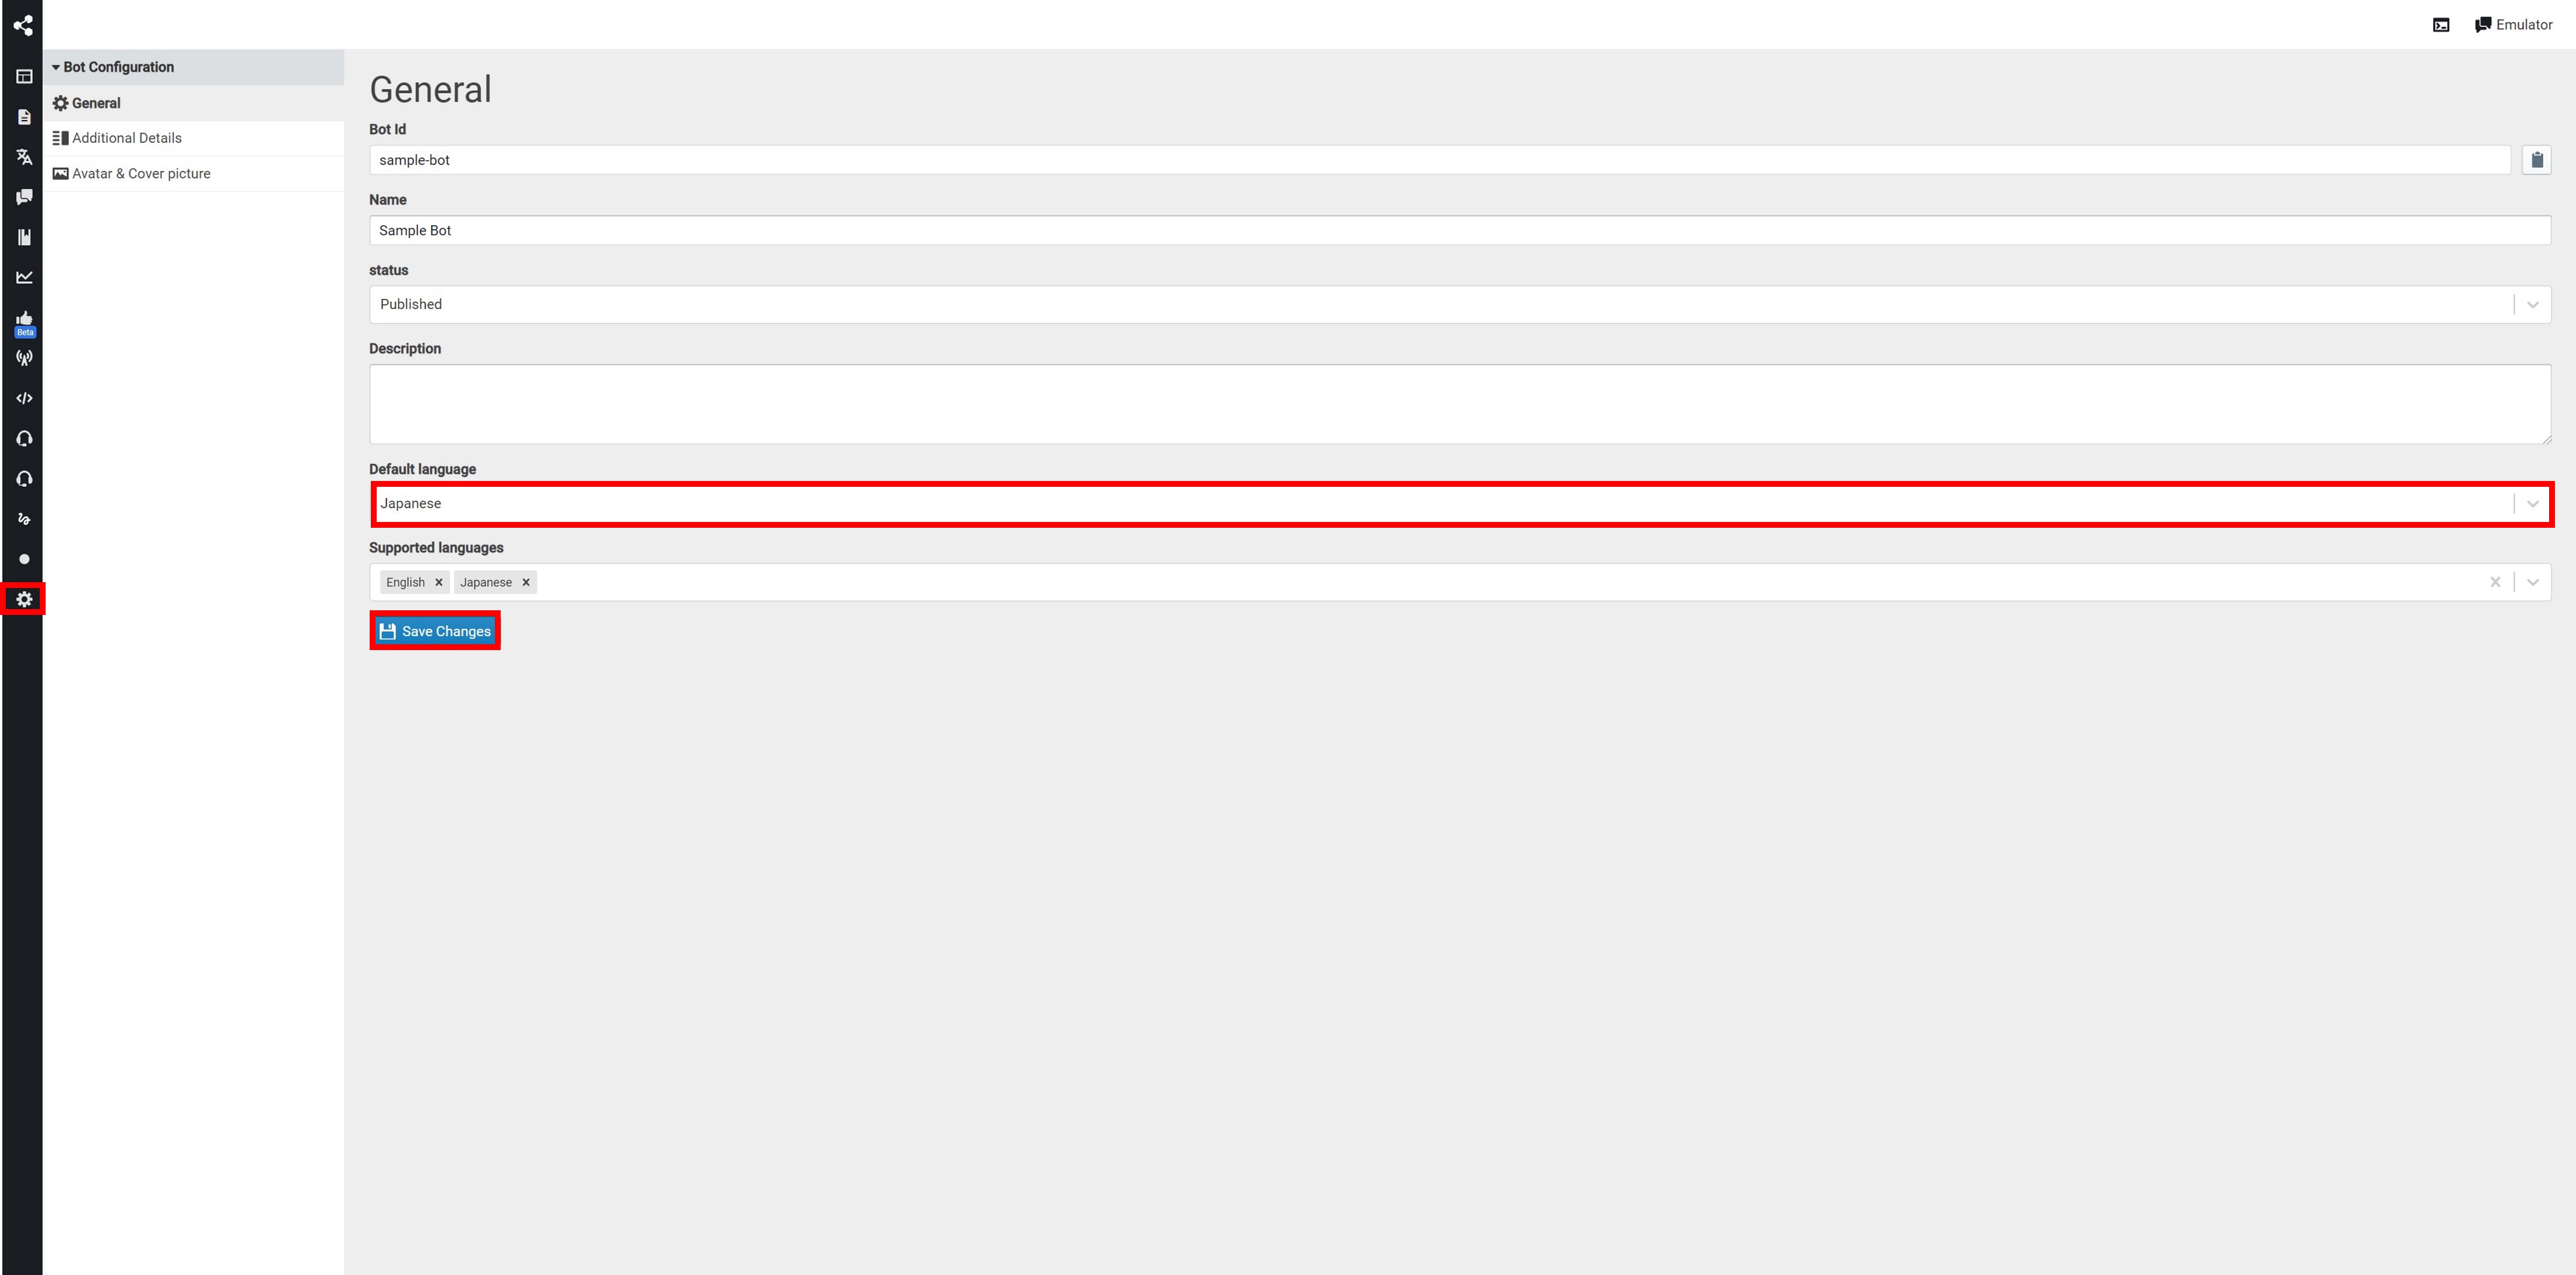 Emulator
Bot Configuration
General
Additional Details
Avatar & Cover picture
Beta
General
Bot Id
sample-bot
Name
Sample Bot
status
Published
Description
Default language
Japanese
Supported languages
English Japanese
Save Changes